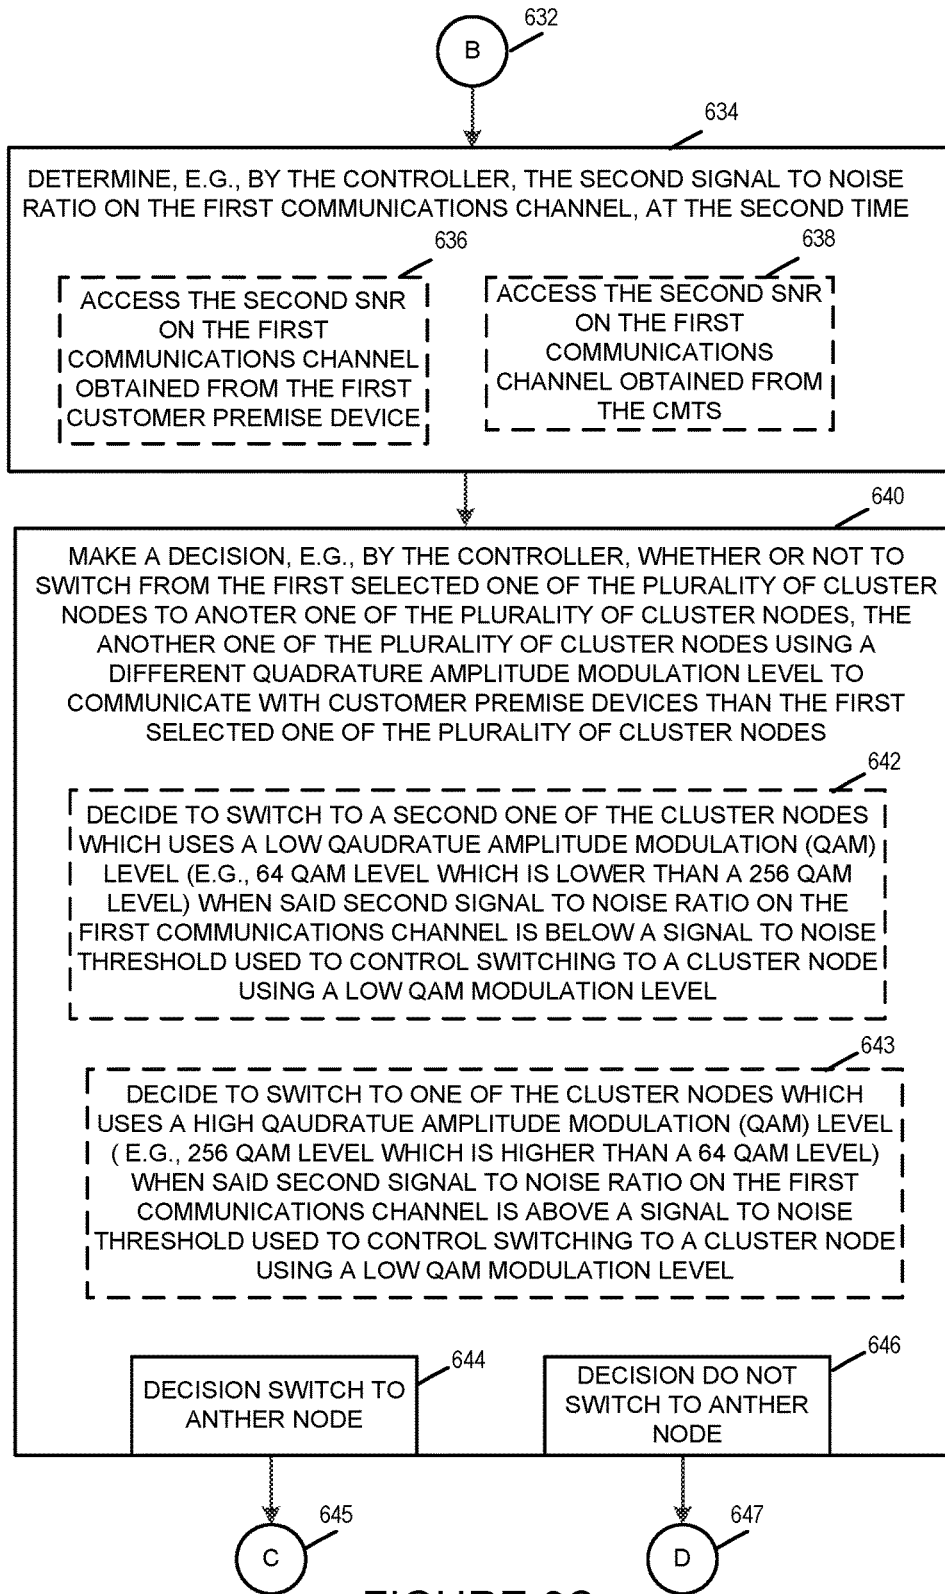 632
B
634
DETERMINE, E.G., BY THE CONTROLLER, THE SECOND SIGNAL TO NOISE
RATIO ON THE FIRST COMMUNICATIONS CHANNEL, AT THE SECOND TIME
636
ACCESS THE SECOND SNR
ON THE FIRST
COMMUNICATIONS CHANNEL
OBTAINED FROM THE FIRST
CUSTOMER PREMISE DEVICE
638
ACCESS THE SECOND SNR
ON THE FIRST
COMMUNICATIONS
CHANNEL OBTAINED FROM
THE CMTS
640
MAKE A DECISION, E.G., BY THE CONTROLLER, WHETHER OR NOT TO
SWITCH FROM THE FIRST SELECTED ONE OF THE PLURALITY OF CLUSTER
NODES TO ANOTER ONE OF THE PLURALITY OF CLUSTER NODES, THE
ANOTHER ONE OF THE PLURALITY OF CLUSTER NODES USING A
DIFFERENT QUADRATURE AMPLITUDE MODULATION LEVEL TO
COMMUNICATE WITH CUSTOMER PREMISE DEVICES THAN THE FIRST
SELECTED ONE OF THE PLURALITY OF CLUSTER NODES
642
DECIDE TO SWITCH TO A SECOND ONE OF THE CLUSTER NODES
WHICH USES A LOW QAUDRATUE AMPLITUDE MODULATION (QAM)
LEVEL (E.G., 64 QAM LEVEL WHICH IS LOWER THAN A 256 QAM
LEVEL) WHEN SAID SECOND SIGNAL TO NOISE RATIO ON THE
FIRST COMMUNICATIONS CHANNEL IS BELOW A SIGNAL TO NOISE
THRESHOLD USED TO CONTROL SWITCHING TO A CLUSTER NODE
USING A LOW QAM MODULATION LEVEL
643
DECIDE TO SWITCH TO ONE OF THE CLUSTER NODES WHICH
USES A HIGH QAUDRATUE AMPLITUDE MODULATION (QAM) LEVEL
( E.G., 256 QAM LEVEL WHICH IS HIGHER THAN A 64 QAM LEVEL)
WHEN SAID SECOND SIGNAL TO NOISE RATIO ON THE FIRST
COMMUNICATIONS CHANNEL IS ABOVE A SIGNAL TO NOISE
THRESHOLD USED TO CONTROL SWITCHING TO A CLUSTER NODE
USING A LOW QAM MODULATION LEVEL
644
DECISION SWITCH TO
ANTHER NODE
646
DECISION DO NOT
SWITCH TO ANTHER
NODE
645
C
647
D